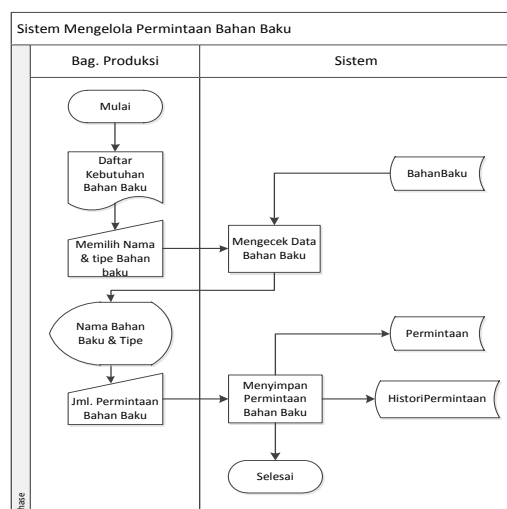 Sistem Mengelola Permintaan Bahan Baku
Bag. Produksi
Sistem
Mulai
Daftar
Kebutuhan
Bahan Baku
BahanBaku
Memilih Nama
& tipe Bahan
baku
Mengecek Data
Bahan Baku
Nama Bahan
Baku & Tipe
Permintaan
Jml. Permintaan
Bahan Baku
Menyimpan
Permintaan
Bahan Baku
HistoriPermintaan
Selesai